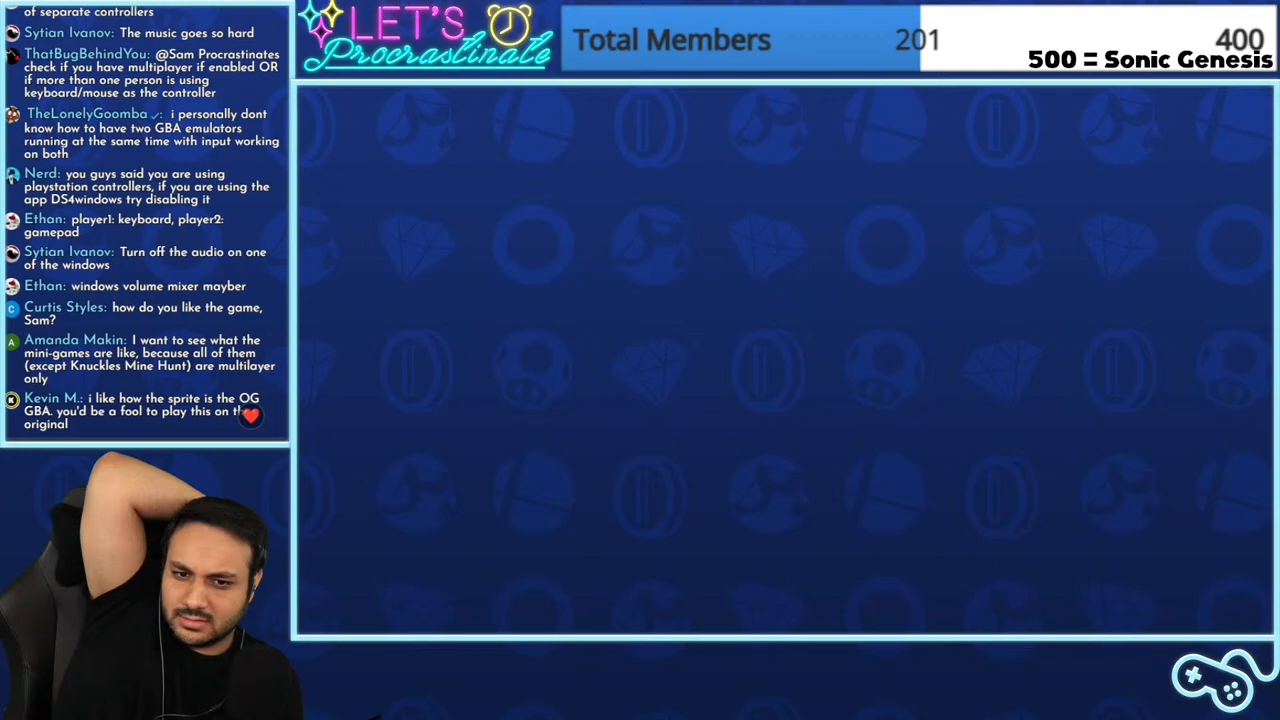 of separate controllers
Sytian Ivanov: The music goes so hard
ThatBugBehindYou: @Sam Procrastinates
check if you have multiplayer if enabled OR
if more than one person is using
keyboard/mouse as the controller
TheLonelyGoomba : i personally dont
know how to have two GBA emulators
running at the same time with input working
on both
Nerd: you guys said you are using
playstation controllers, if you are using the
app DS4windows try disabling it
Ethan: player1: keyboard, player2:
gamepad
Sytian Ivanov: Turn off the audio on one
of the windows
Ethan: windows volume mixer mayber
Curtis Styles: how do you like the game,
Sam?
Amanda Makin: I want to see what the
mini-games are like, because all of them
(except Knuckles Mine Hunt) are multilayer
only
Kevin M.: i like how the sprite is the OG
GBA. you'd be a fool to play this on
original
LET'S
Procrastinate
Total Members 201 400
500 = Sonic Genesis